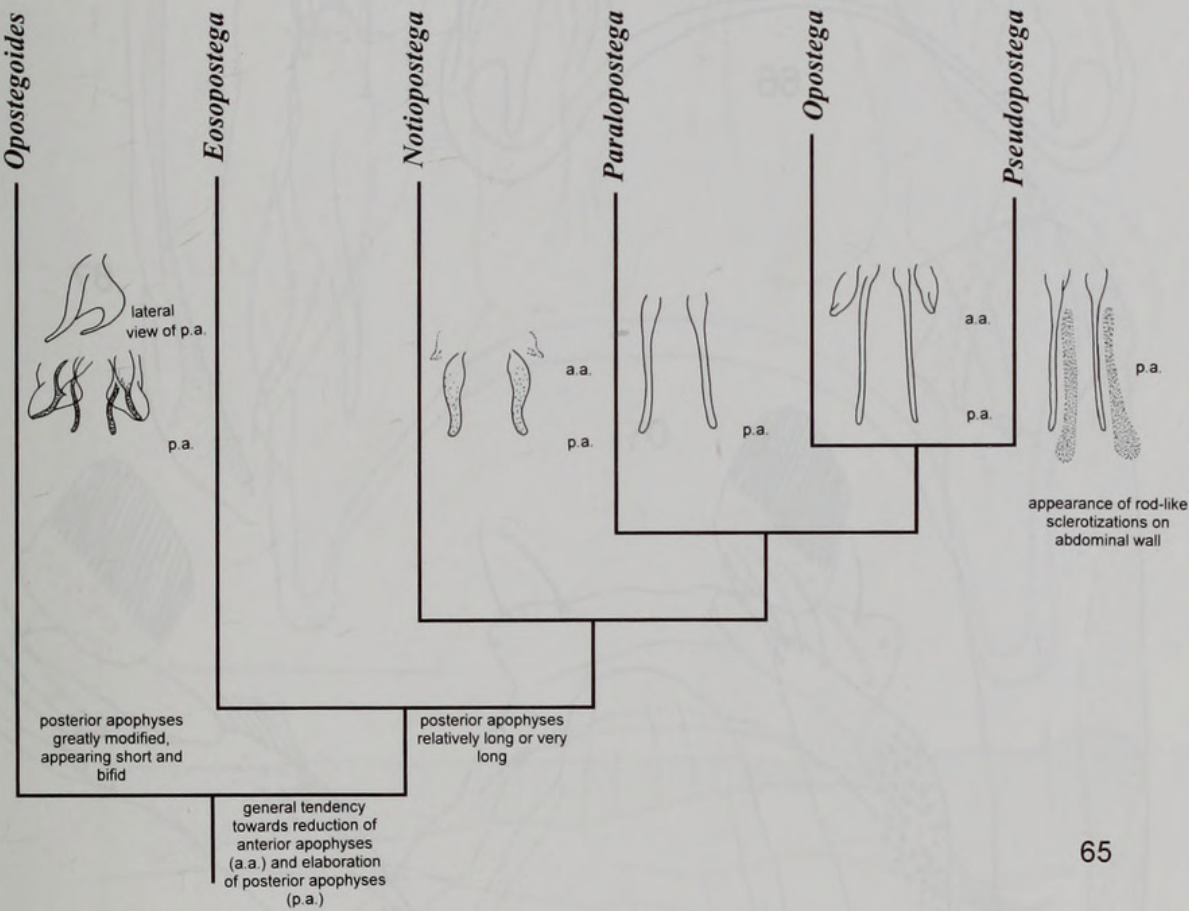 Opostegoides
Eosopostega
Notiopostega
Paralopostega
Opostega
Pseudopostega
lateral
view of p.a.
p.a.
a.a.
p.a.
p.a.
a.a.
p.a.
p.a.
appearance of rod-like
sclerotizations on
abdominal wall
posterior apophyses
greatly modified,
appearing short and
bifid
posterior apophyses
relatively long or very
long
general tendency
towards reduction of
anterior apophyses
(a.a.) and elaboration
of posterior apophyses
(p.a.)
65